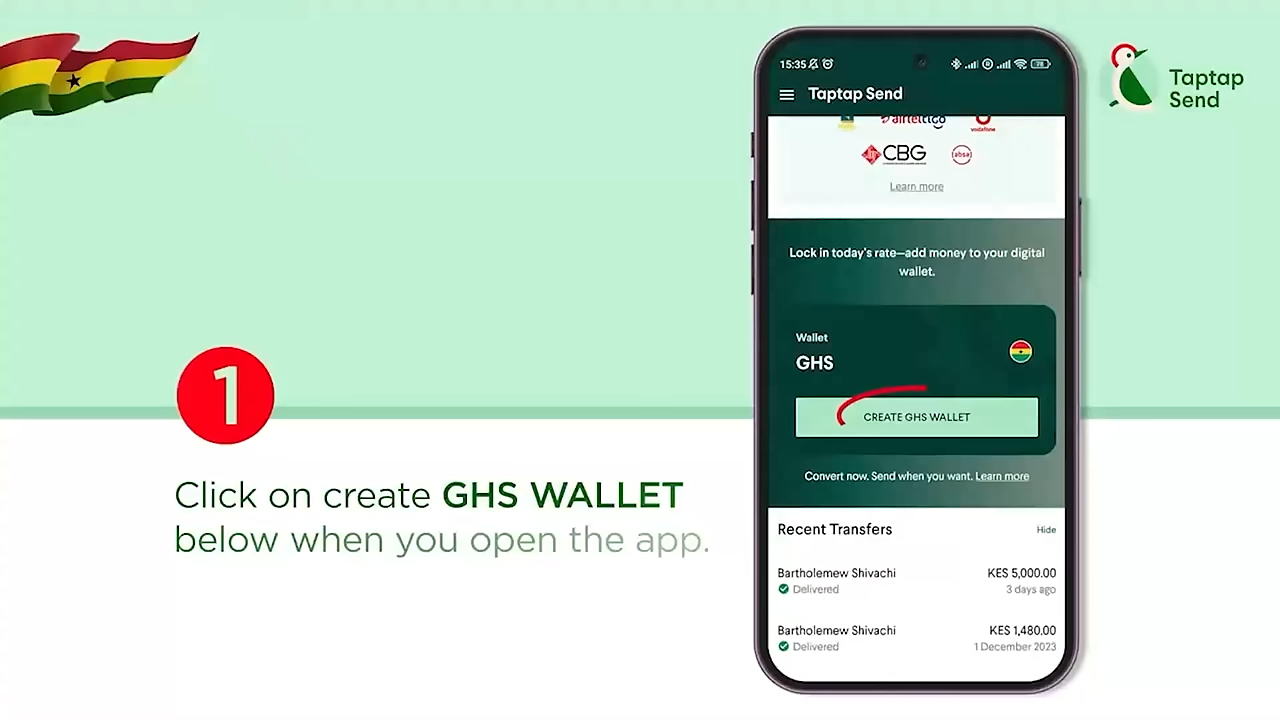 1
Click on create GHS WALLET
below when you open the app.
15:35
78
Taptap Send
airteltigo
vodafone
CBG
absa
Learn more
Lock in today's rate—add money to your digital
wallet.
Wallet
GHS
CREATE GHS WALLET
Convert now. Send when you want. Learn more
Recent Transfers Hide
Bartholemew Shivachi KES 5,000.00
Delivered 3 days ago
Bartholemew Shivachi KES 1,480.00
Delivered 1 December 2023
Taptap
Send